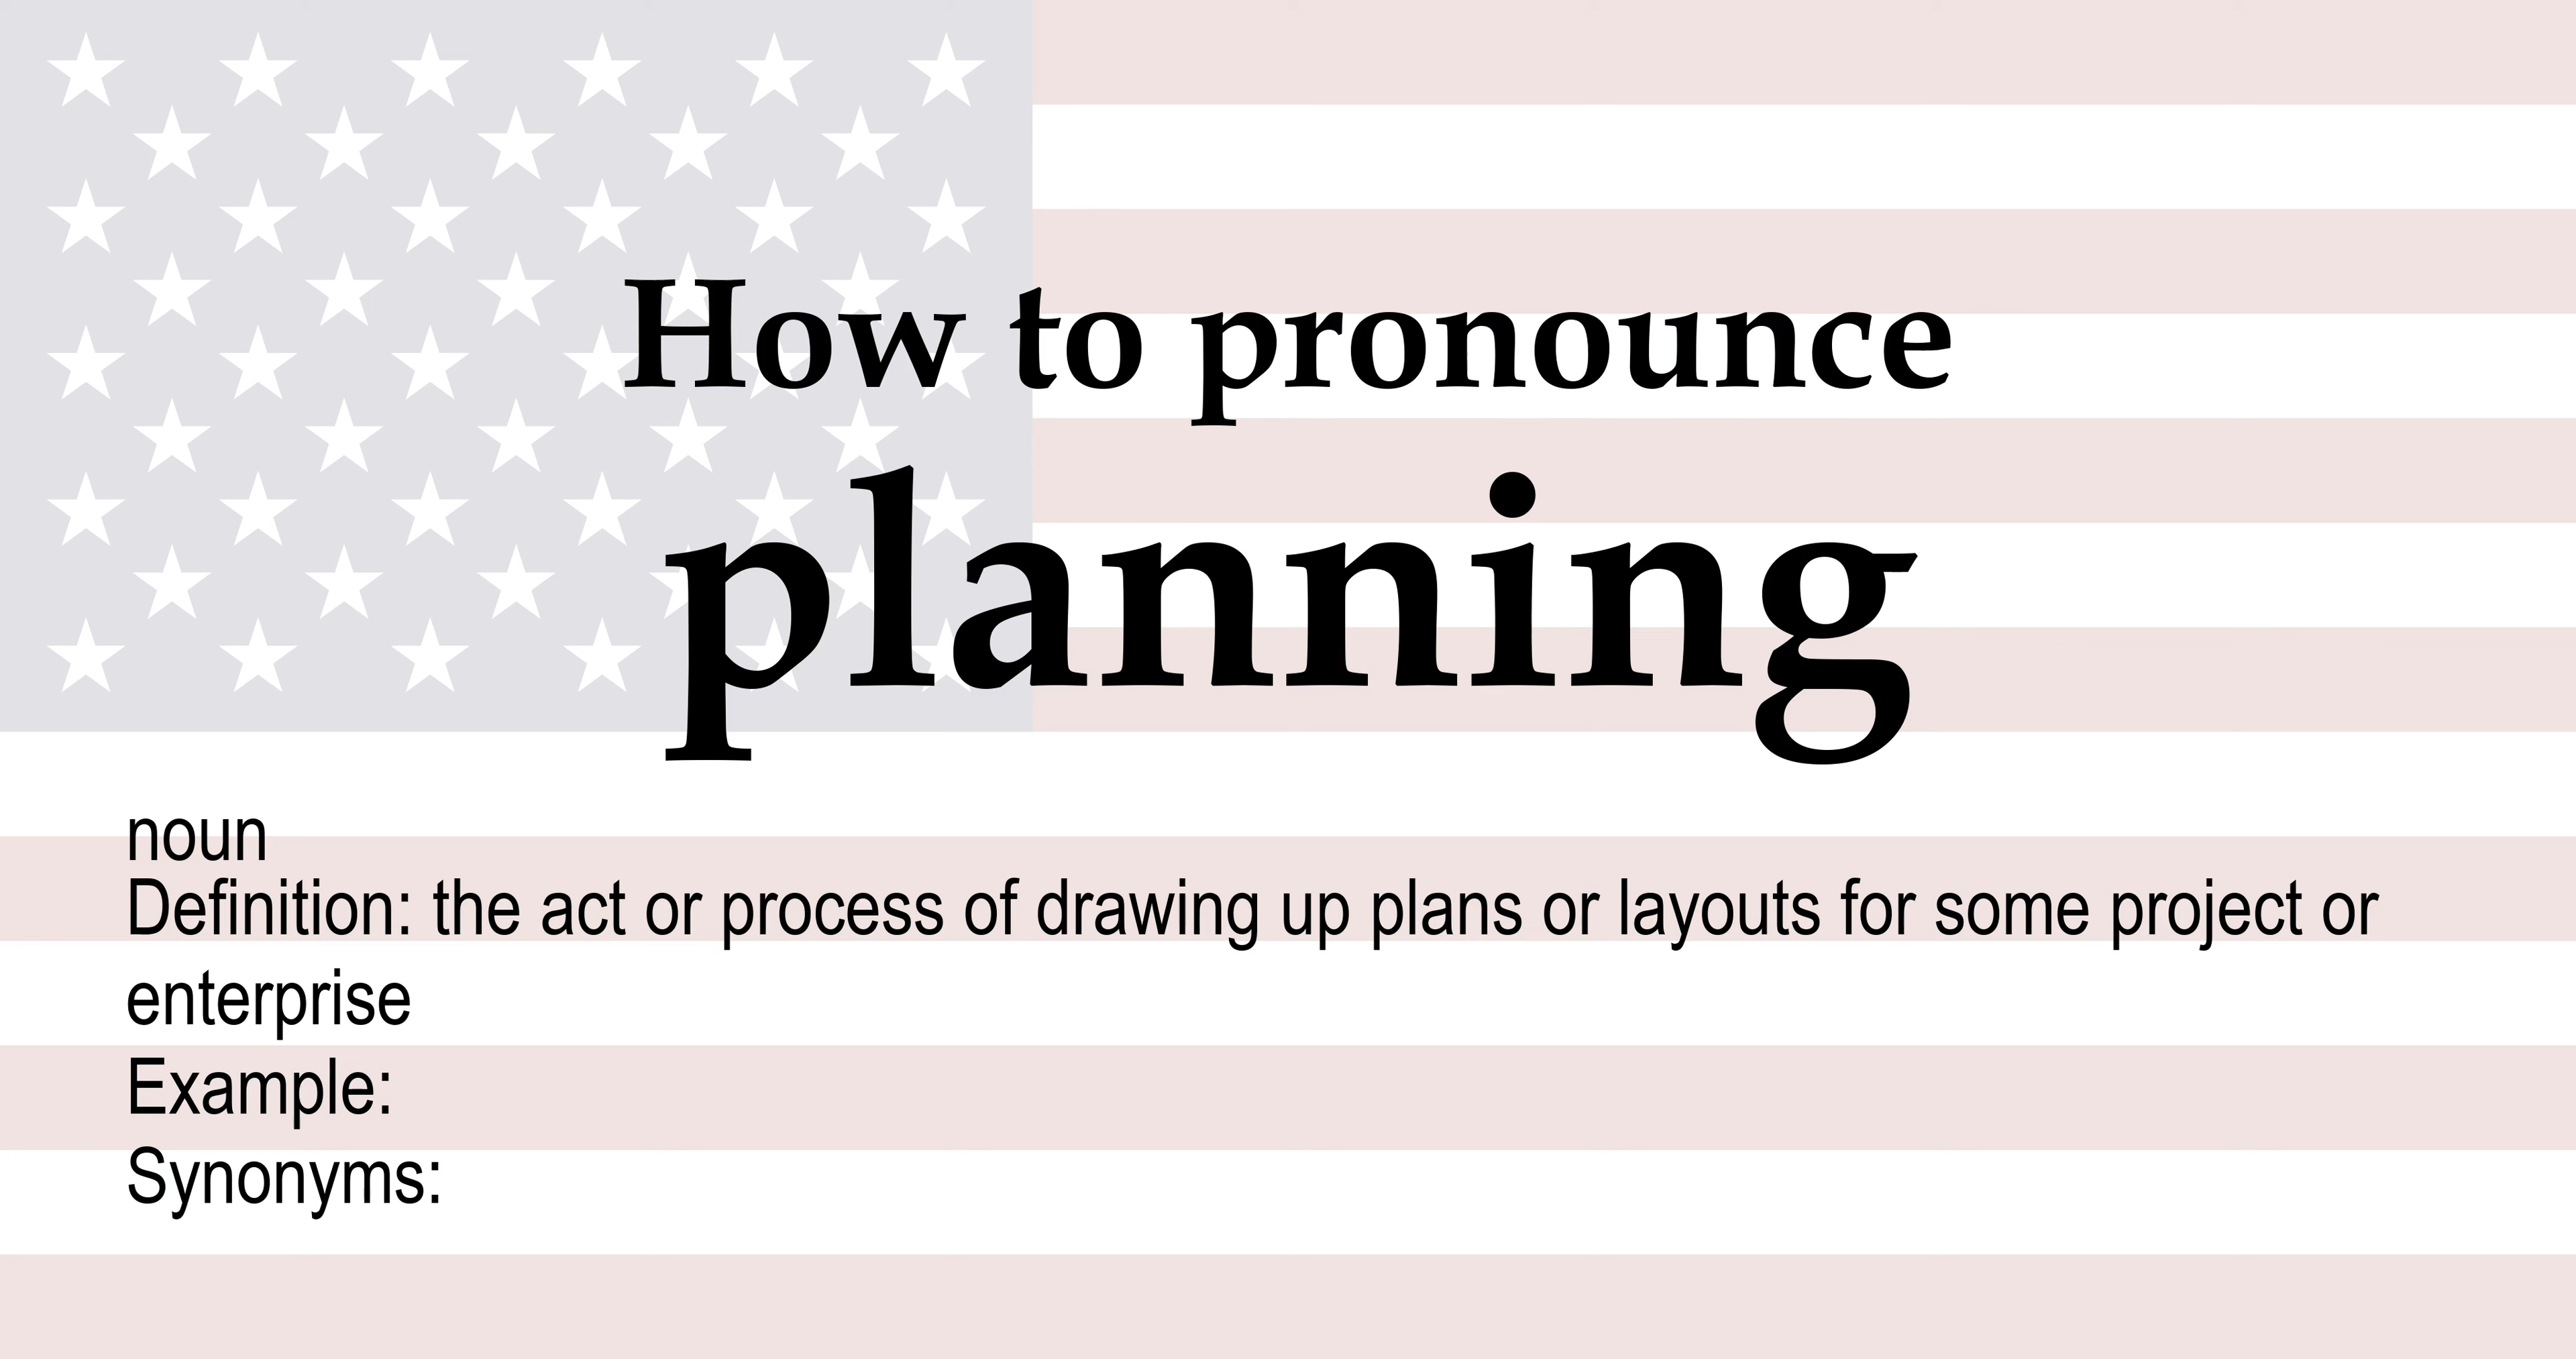 How to pronounce
planning
noun
Definition: the act or process of drawing up plans or layouts for some project or
enterprise
Example:
Synonyms: